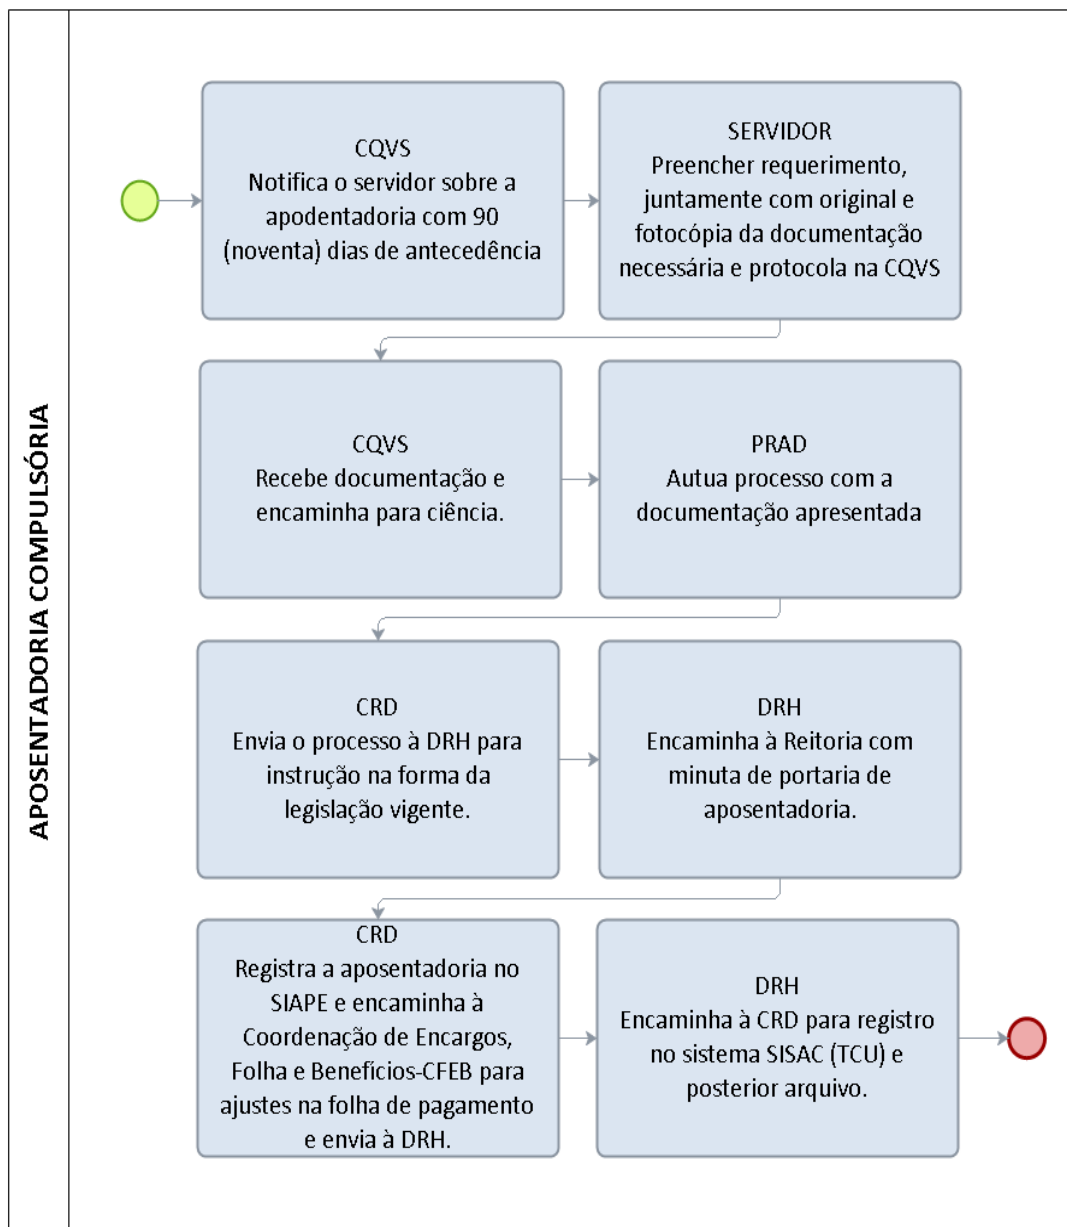 APOSENTADORIA COMPULSÓRIA
CQVS
Notifica o servidor sobre a
apodentadoria com 90
(noventa) dias de antecedência
SERVIDOR
Preencher requerimento,
juntamente com original e
fotocópia da documentação
necessária e protocola na CQVS
CQVS
Recebe documentação e
encaminha para ciência.
PRAD
Autua processo com a
documentação apresentada
CRD
Envia o processo à DRH para
instrução na forma da
legislação vigente.
DRH
Encaminha à Reitoria com
minuta de portaria de
aposentadoria.
CRD
Registra a aposentadoria no
SIAPE e encaminha à
Coordenação de Encargos,
Folha e Benefícios-CFEB para
ajustes na folha de pagamento
e envia à DRH.
DRH
Encaminha à CRD para registro
no sistema SISAC (TCU) e
posterior arquivo.